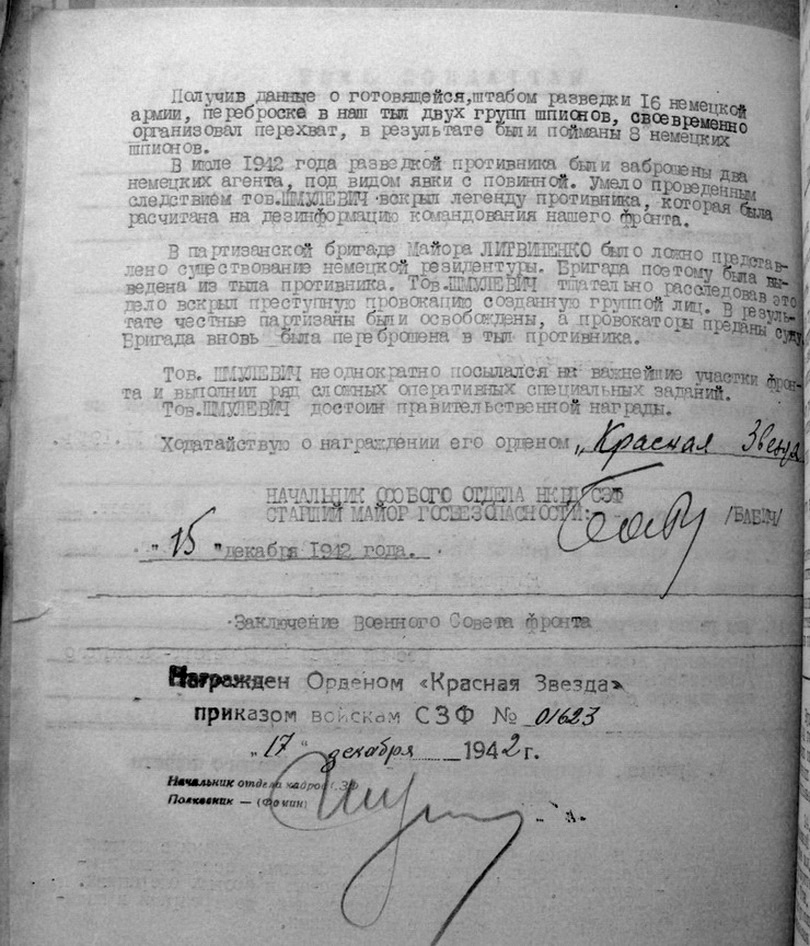 Получив данные о готовящейся,штабом разведки 16 немецкой
армии, переброске в наш тыл двух групп шпионов, своевременно
организовал перехват, в результате были пойманы 8 немецких
шпионов.
В июле 1942 года разведкой противника были заброшены два
немецких агента, под видом явки с повинной. Умело проведенным
следствием тов.ШМУЛЕВИЧ вскрыл легенду противника, которая была
расчитана на дезинформацию командования нашего фронта.
В партизанской бригаде Майора ЛИТВИНЕНКО было ложно представ-
лено существование немецкой резидентуры. Бригада поэтому была вы-
ведена из тыла противника. Тов.ШМУЛЕВИЧ тщательно расследовав это
дело вскрыл преступную провокацию созданную группой лиц. В резуль-
тате честные партизаны были освобождены, а провокаторы преданы суду.
Бригада вновь была переброшена в тыл противника.
Тов. ШМУЛЕВИЧ неоднократно посылался на важнейшие участки фрон-
та и выполнил ряд сложных оперативных специальных заданий.
Тов.ШМУЛЕВИЧ достоин правительственной награды.
Ходатайствую о награждении его орденом „Красная Звезда
НАЧАЛЬНИК ОСОБОГО ОТДЕЛА НКВД СЗФ
СТАРШИЙ МАЙОР ГОСБЕЗОПАСНОСТИ: /БАБИЧ/
"15"декабря 1942 года.
Заключение Военного Совета фронта
Награжден Орденом «Красная Звезда»
приказом войскам СЗФ № 01623
„17" декабря 1942 г.
Начальник отдела кадров СЗФ
Полковник — (Фомин)